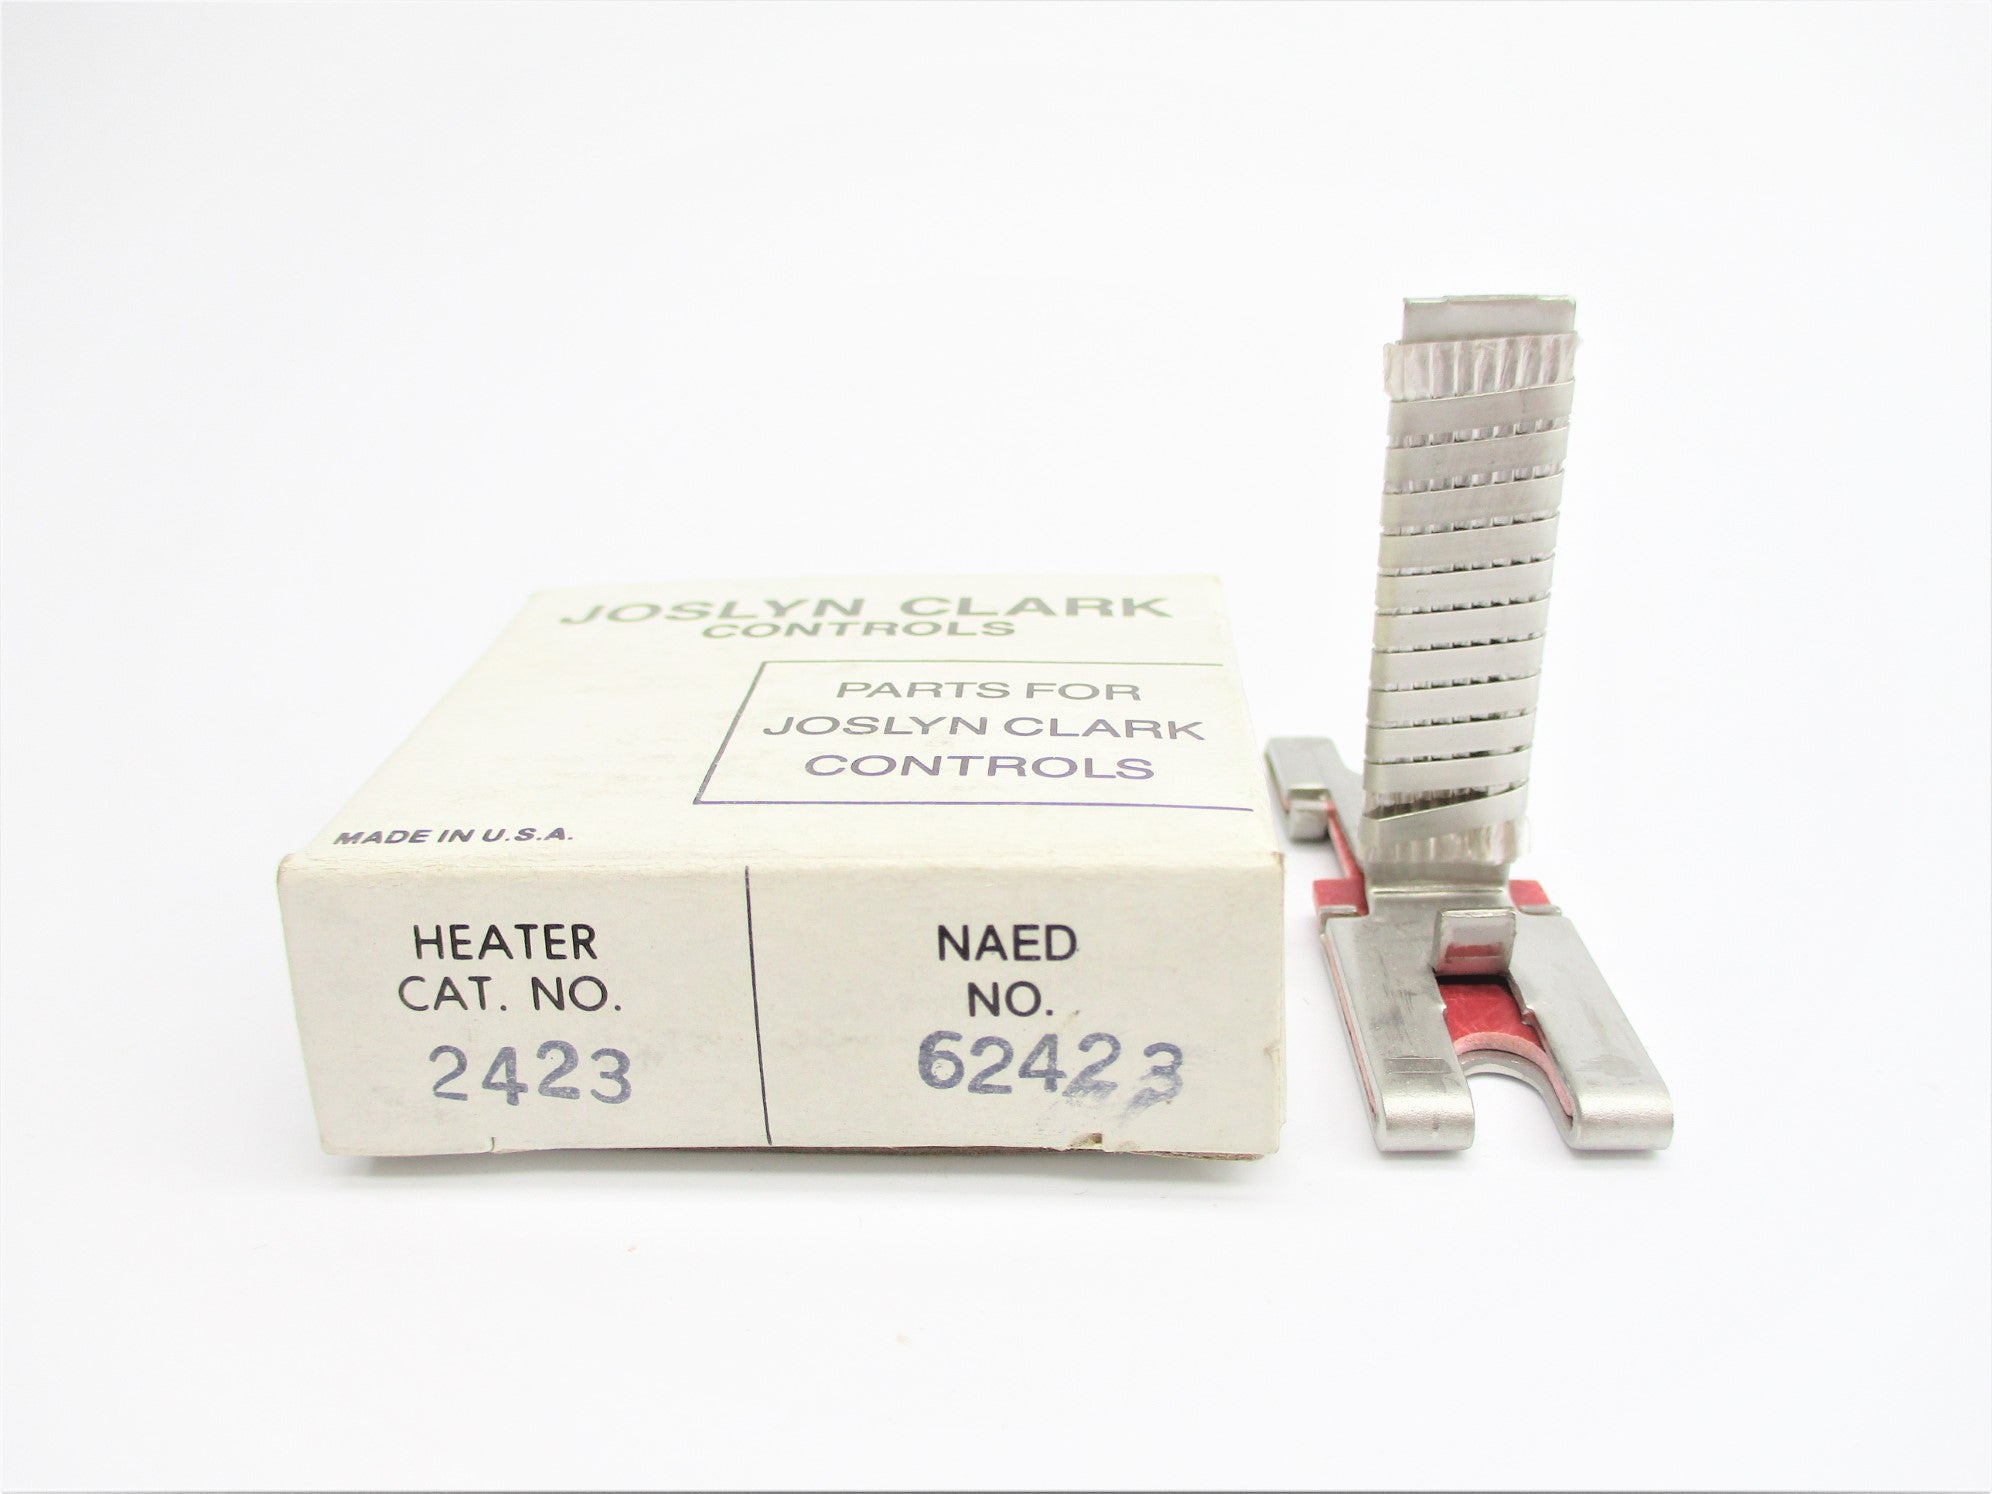 JOSLYN CLARK
CONTROLS
PARTS FOR
JOSLYN CLARK
CONTROLS
MADE IN U.S.A.
HEATER
CAT. NO.
2423
NAED
NO.
62423